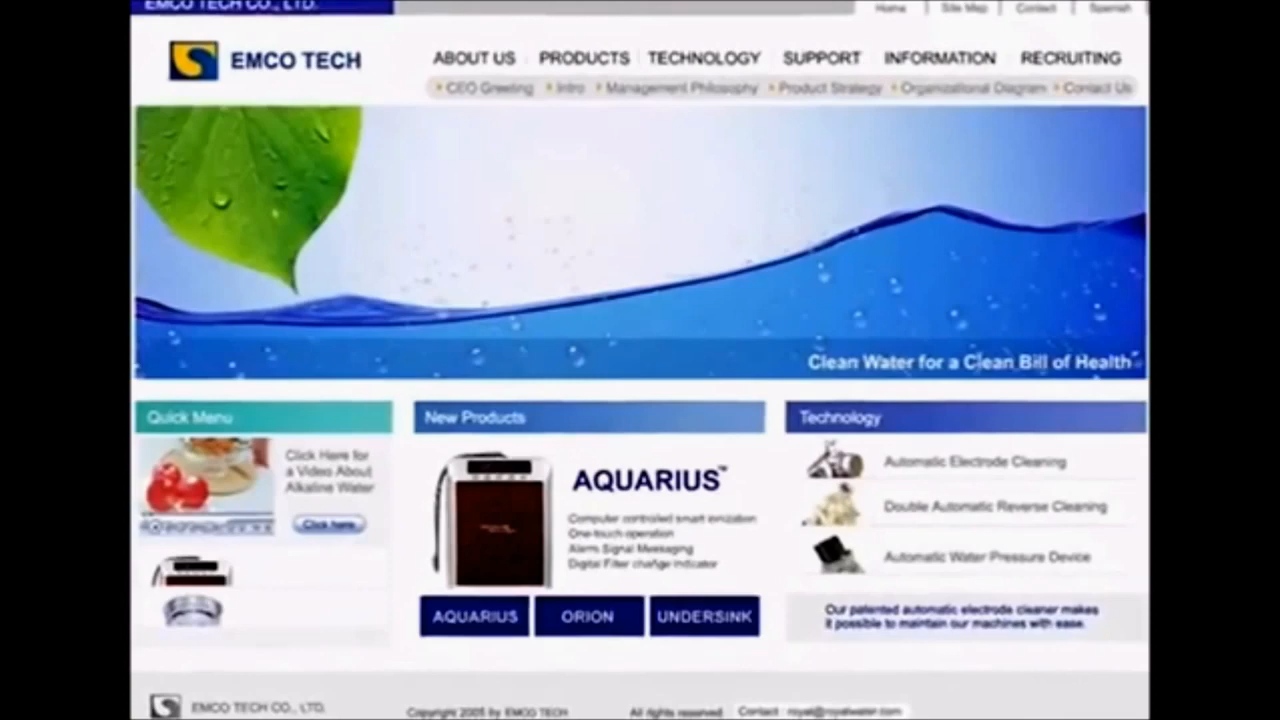 EMCO TECH CO., LTD.
Home
Site Map
Contact
Spanish
EMCO TECH
ABOUT US
PRODUCTS
TECHNOLOGY
SUPPORT
INFORMATION
RECRUITING
CEO Greeting
Intro
Management Philosophy
Product Strategy
Organizational Diagram
Contact Us
Clean Water for a Clean Bill of Health
Quick Menu
Click Here for
a Video About
Alkaline Water
Click here
New Products
AQUARIUS™
Computer controlled smart ionization
One-touch operation
Alarm Signal Messaging
Digital Filter change indicator
AQUARIUS
ORION
UNDERSINK
Technology
Automatic Electrode Cleaning
Double Automatic Reverse Cleaning
Automatic Water Pressure Device
Our patented automatic electrode cleaner makes
it possible to maintain our machines with ease.
EMCO TECH CO., LTD.
Copyright 2005 by EMCO TECH
All rights reserved
Contact : royal@royalwater.com